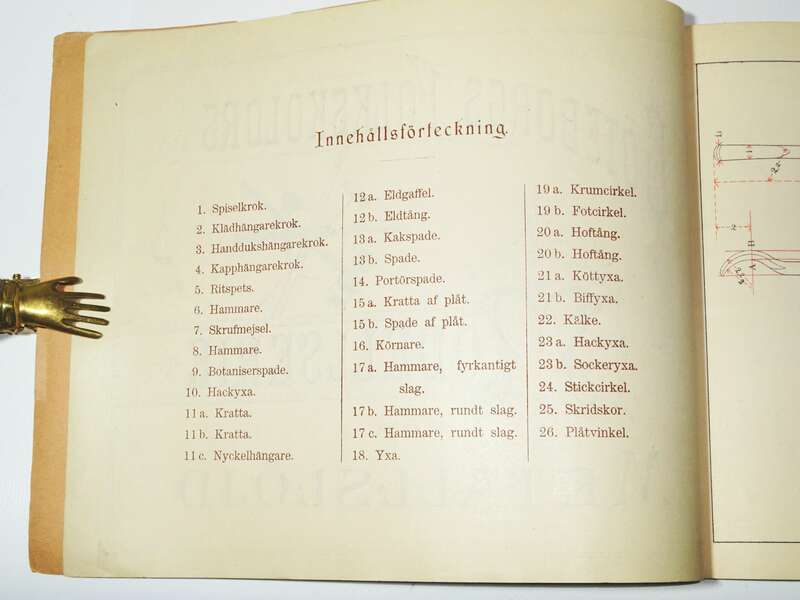 Innehållsförteckning.
1. Spiselkrok.
2. Klädhängarekrok.
3. Handdukshängarekrok.
4. Kapphängarekrok.
5. Ritspets.
6. Hammare.
7. Skrufmejsel.
8. Hammare.
9. Botaniserspade.
10. Hackyxa.
11 a. Kratta.
11 b. Kratta.
11 c. Nyckelhängare.
12 a. Eldgaffel.
12 b. Eldtång.
13 a. Kakspade.
13 b. Spade.
14. Portörspade.
15 a. Kratta af plåt.
15 b. Spade af plåt.
16. Körnare.
17 a. Hammare, fyrkantigt
slag.
17 b. Hammare, rundt slag.
17 c. Hammare, rundt slag.
18. Yxa.
19 a. Krumcirkel.
19 b. Fotcirkel.
20 a. Hoftång.
20 b. Hoftång.
21 a. Köttyxa.
21 b. Biffyxa.
22. Kälke.
23 a. Hackyxa.
23 b. Sockeryxa.
24. Stickcirkel.
25. Skridskor.
26. Plåtvinkel.